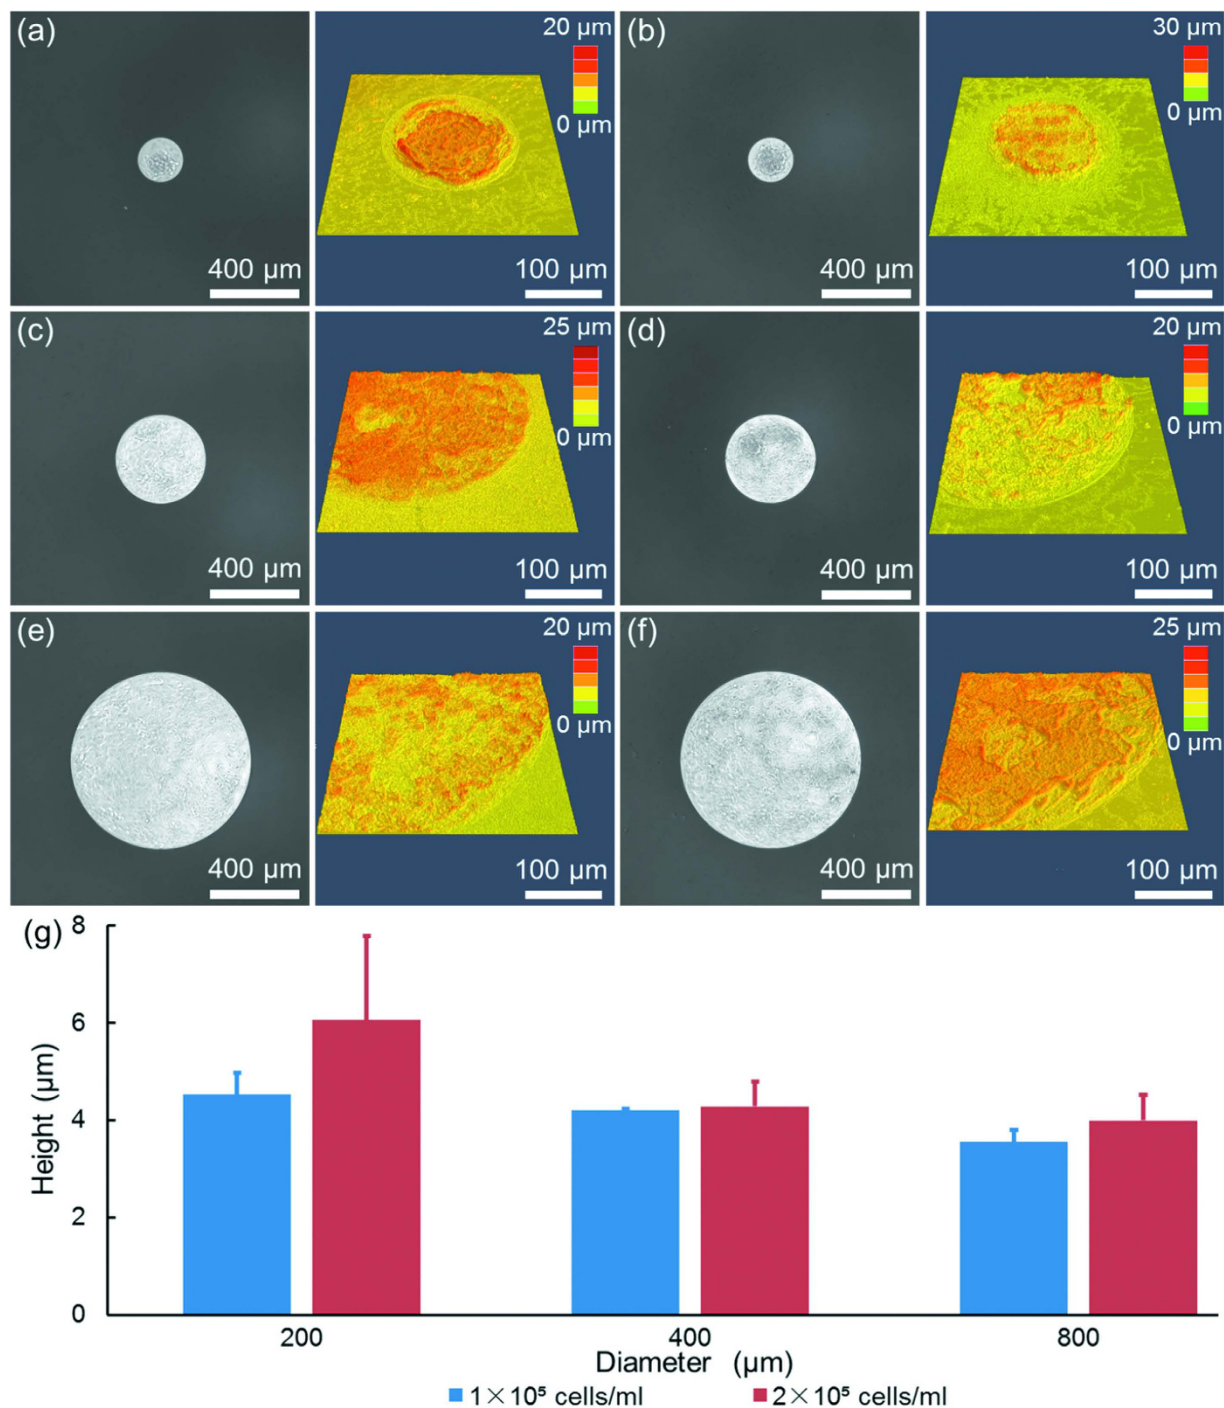 (a) 20 µm (b) 30 µm
0 µm 0 µm
400 µm 100 µm 400 µm 100 µm
(c) 25 µm (d) 20 µm
0 µm 0 µm
400 µm 100 µm 400 µm 100 µm
(e) 20 µm (f) 25 µm
0 µm 0 µm
400 µm 100 µm 400 µm 100 µm
(g) 8
6
4
2
0
Height (µm)
200 400 800
Diameter (µm)
1×10⁵ cells/ml 2×10⁵ cells/ml